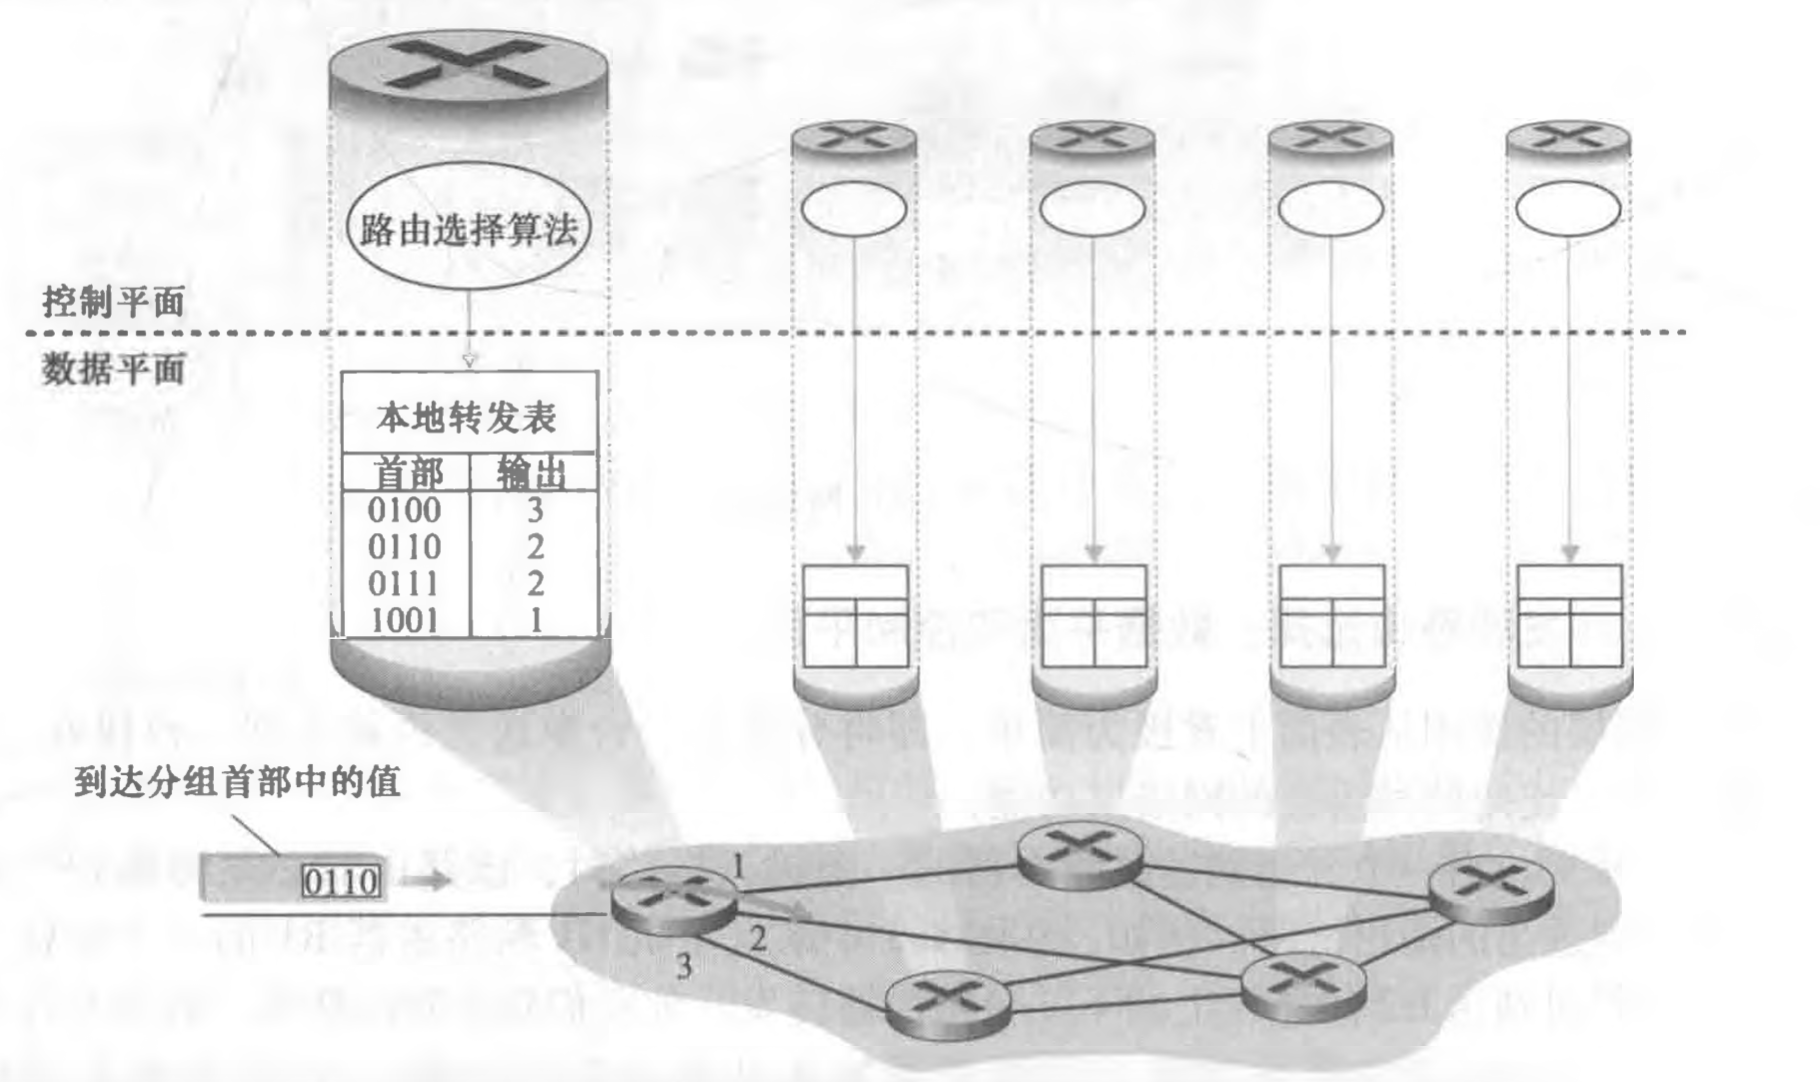 路由选择算法
控制平面
数据平面
本地转发表
首部 输出
0100 3
0110 2
0111 2
1001 1
到达分组首部中的值
0110
1
2
3